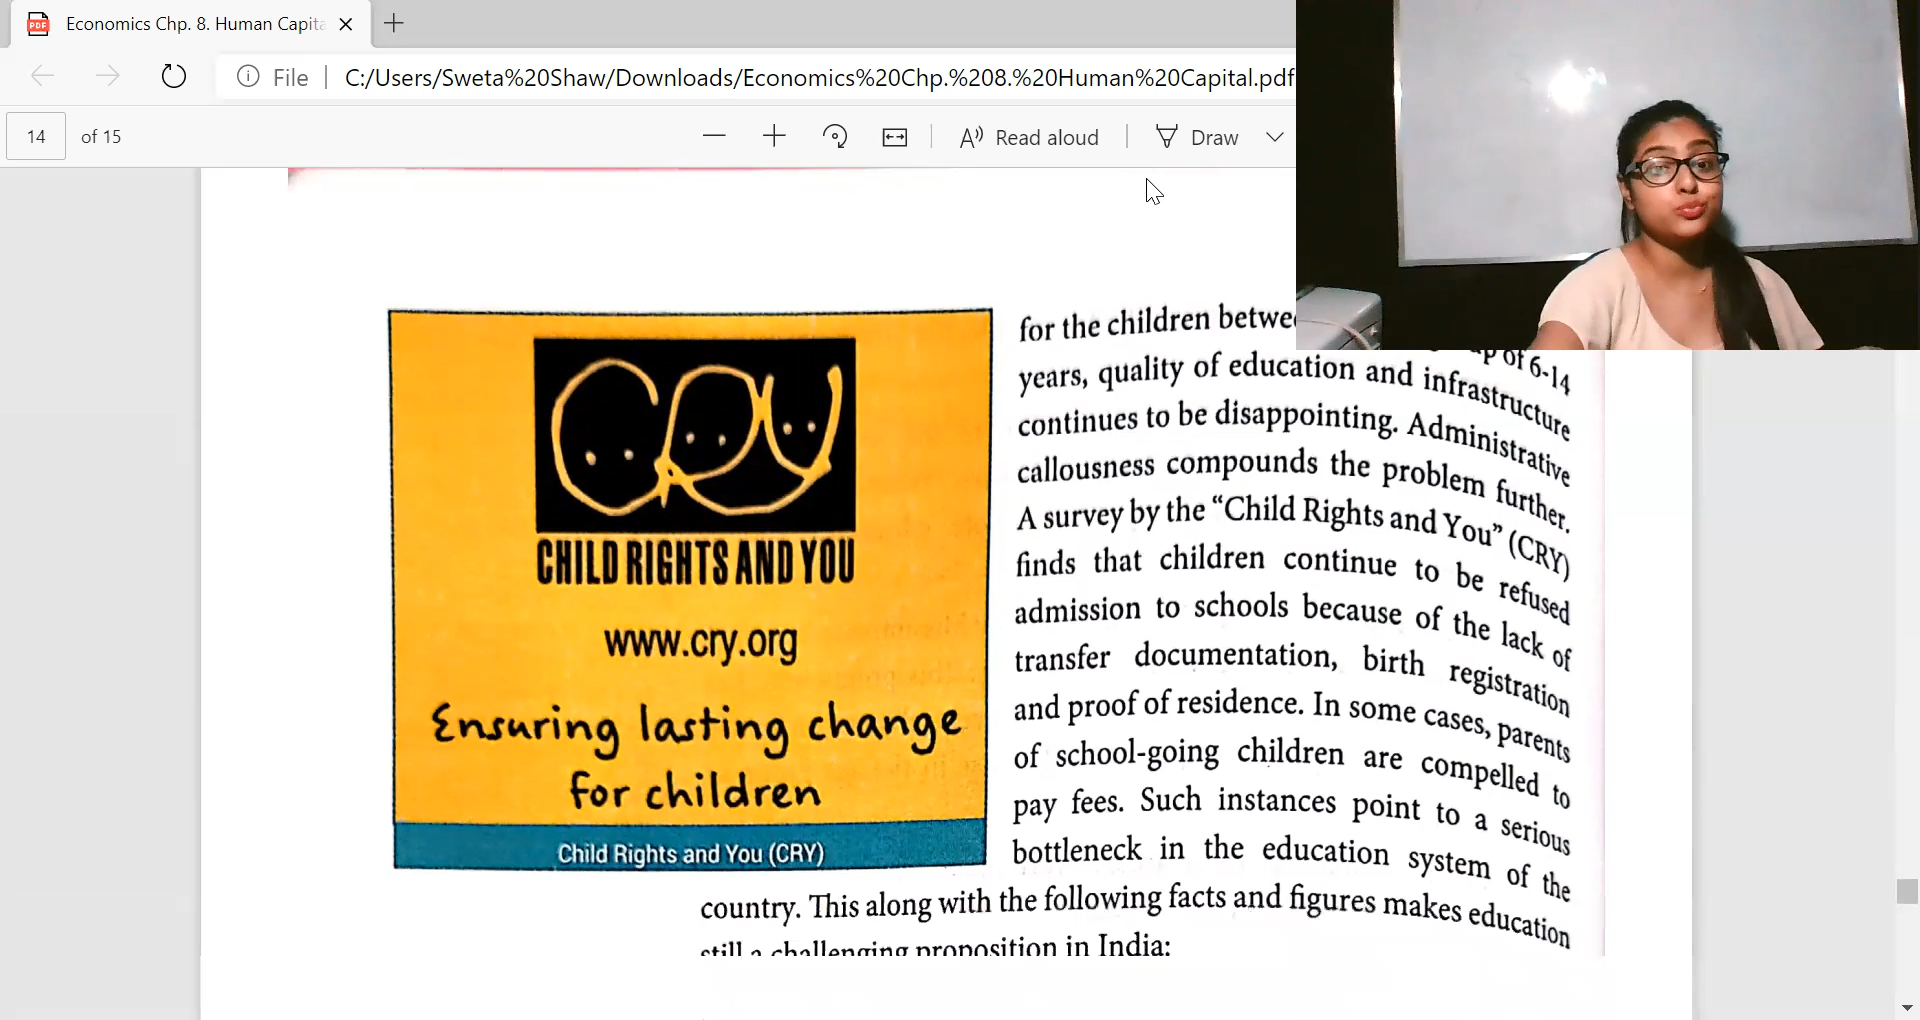 Economics Chp. 8. Human Capita
File
C:/Users/Sweta%20Shaw/Downloads/Economics%20Chp.%208.%20Human%20Capital.pdf
14
of 15
Read aloud
Draw
CRY
CHILD RIGHTS AND YOU
www.cry.org
Ensuring lasting change
for children
Child Rights and You (CRY)
for the children betwe of 6-14
years, quality of education and infrastructure
continues to be disappointing. Administrative
callousness compounds the problem further.
A survey by the “Child Rights and You” (CRY)
finds that children continue to be refused
admission to schools because of the lack of
transfer documentation, birth registration
and proof of residence. In some cases, parents
of school-going children are compelled to
pay fees. Such instances point to a serious
bottleneck in the education system of the
country. This along with the following facts and figures makes education
still a challenging proposition in India: